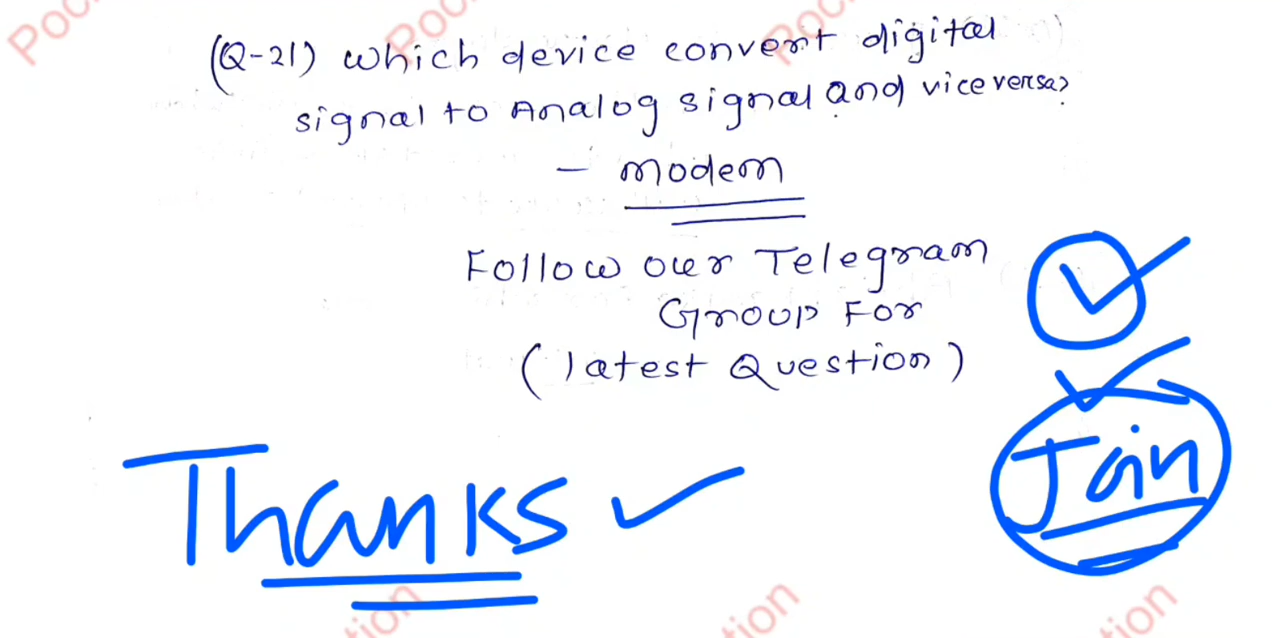 (Q-21) which device convert digital
signal to Analog signal and vice versa?
- modem
Follow our Telegram
Group For
(latest Question)
Join
Thanks